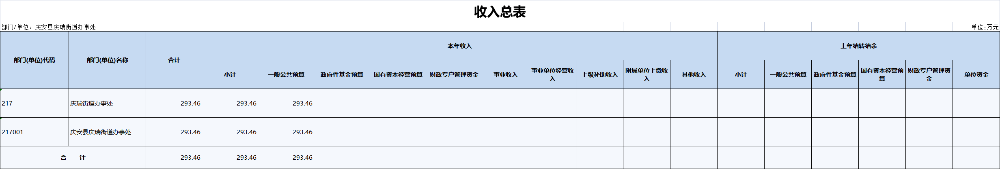 收入总表
部门/单位：庆安县庆瑞街道办事处 单位:万元
部门(单位)代码 部门(单位)名称 合计 本年收入 上年结转结余
小计 一般公共预算 政府性基金预算 国有资本经营预算 财政专户管理资金 事业收入 事业单位经营收入 上级补助收入 附属单位上缴收入 其他收入 小计 一般公共预算 政府性基金预算 国有资本经营预算 财政专户管理资金 单位资金
217 庆瑞街道办事处 293.46 293.46 293.46
217001 庆安县庆瑞街道办事处 293.46 293.46 293.46
合 计 293.46 293.46 293.46